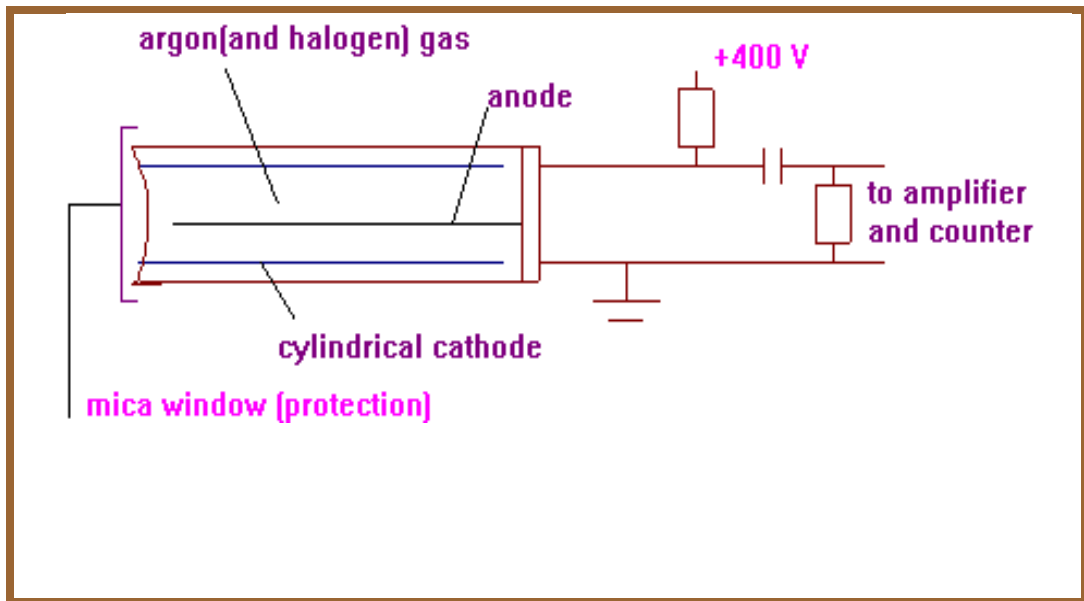 argon(and halogen) gas
+400 V
anode
to amplifier
and counter
cylindrical cathode
mica window (protection)